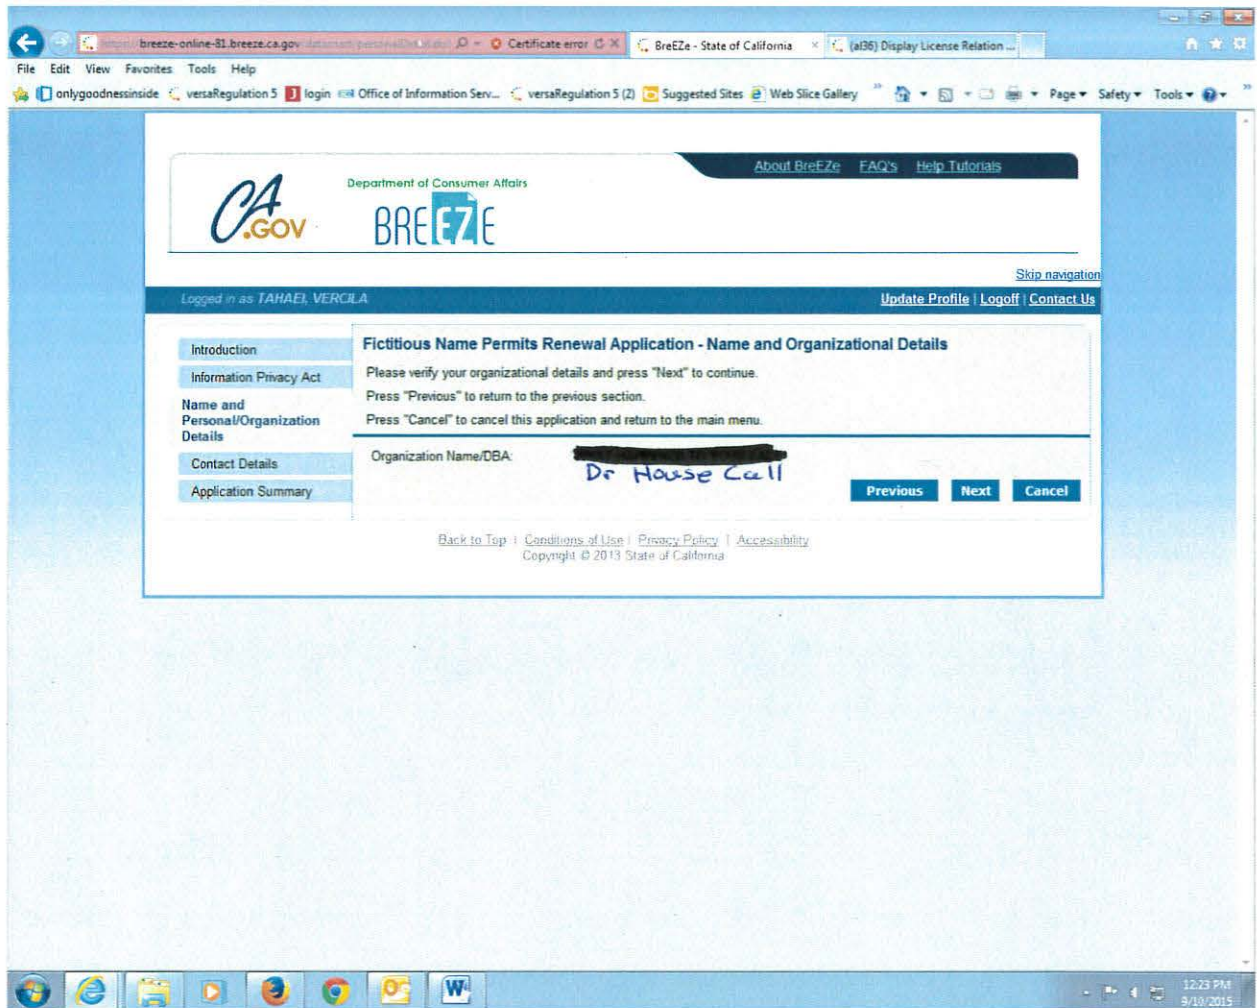 breeze-online-81.breeze.ca.gov
Certificate error
BreEZe - State of California
(al36) Display License Relation ...
File Edit View Favorites Tools Help
onlygoodnessinside versaRegulation 5 login Office of Information Serv... versaRegulation 5 (2) Suggested Sites Web Slice Gallery Page Safety Tools
About BreEZe FAQ's Help Tutorials
CA.GOV
Department of Consumer Affairs
BREEZE
Skip navigation
Logged in as TAHAEI, VERCILA
Update Profile | Logoff | Contact Us
Introduction
Information Privacy Act
Name and
Personal/Organization
Details
Contact Details
Application Summary
Fictitious Name Permits Renewal Application - Name and Organizational Details
Please verify your organizational details and press "Next" to continue.
Press "Previous" to return to the previous section.
Press "Cancel" to cancel this application and return to the main menu.
Organization Name/DBA:
Dr House Call
Previous Next Cancel
Back to Top | Conditions of Use | Privacy Policy | Accessibility
Copyright © 2013 State of California
12:23 PM
9/10/2015